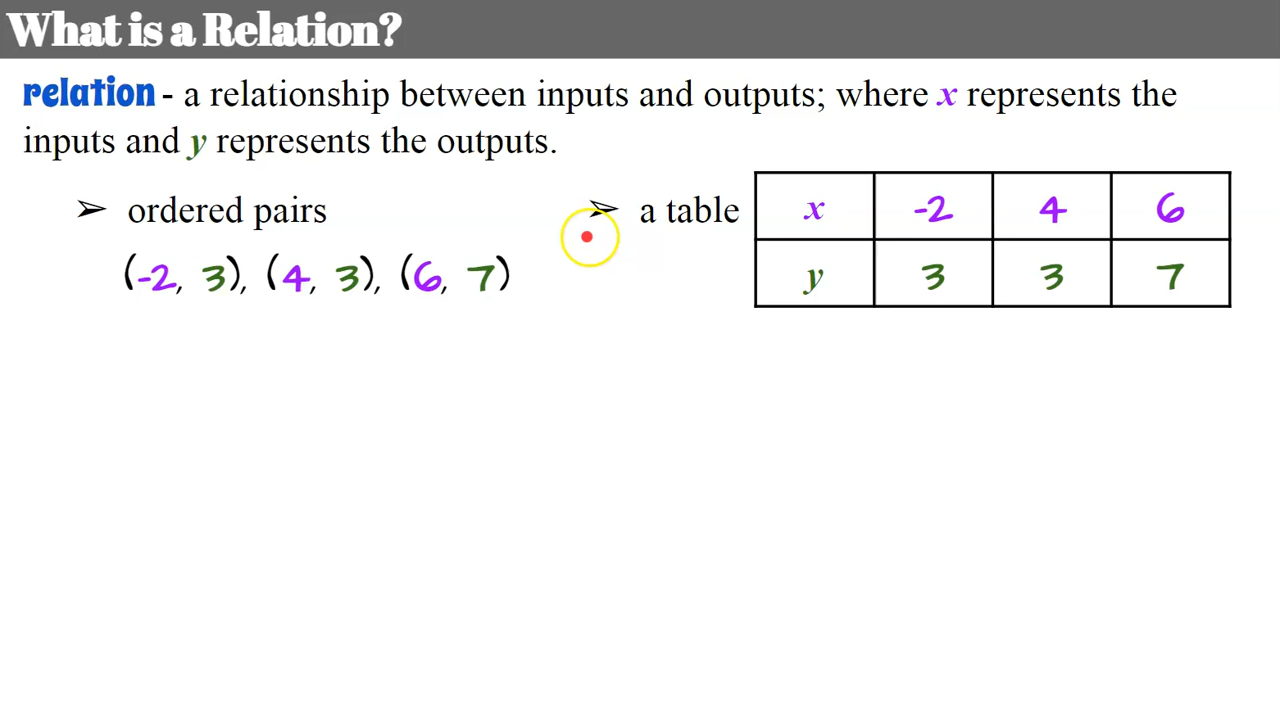 What is a Relation?
relation - a relationship between inputs and outputs; where x represents the
inputs and y represents the outputs.
➢ ordered pairs
(-2, 3), (4, 3), (6, 7)
➢ a table
x -2 4 6
y 3 3 7